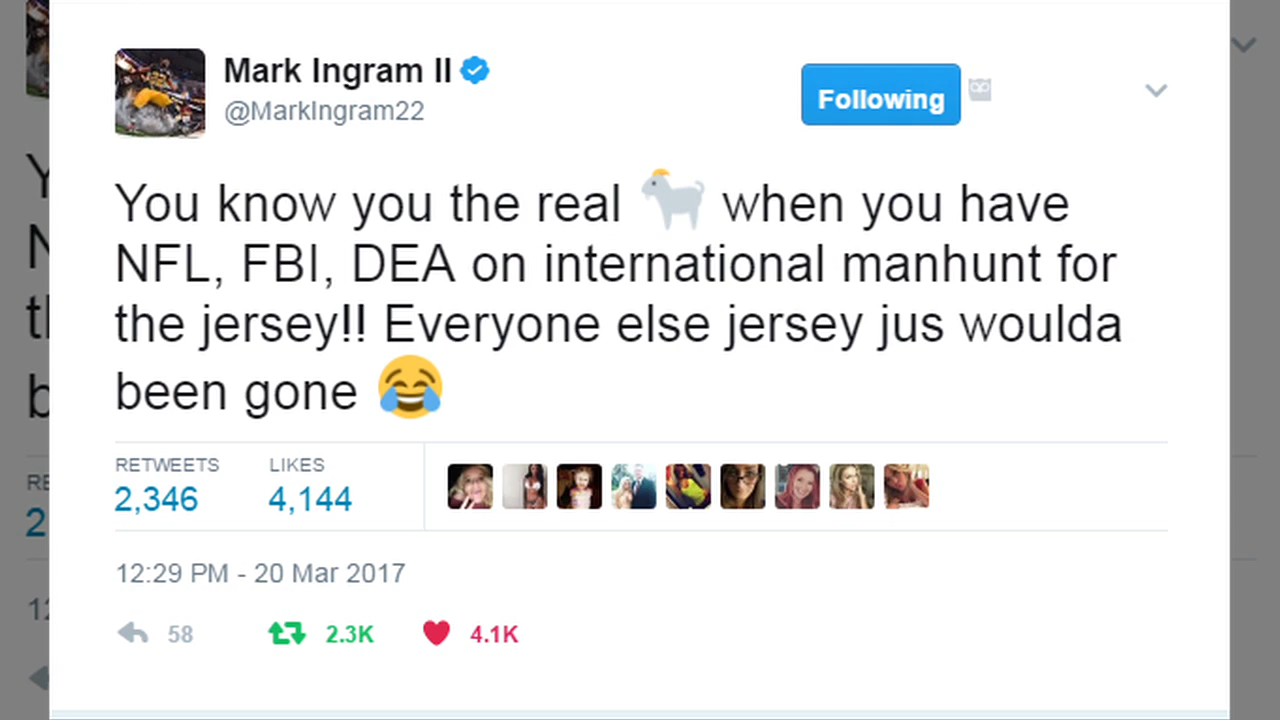 Mark Ingram II
@MarkIngram22
Following
You know you the real 🐐 when you have
NFL, FBI, DEA on international manhunt for
the jersey!! Everyone else jersey jus woulda
been gone 😂
RETWEETS LIKES
2,346 4,144
12:29 PM - 20 Mar 2017
58 2.3K 4.1K